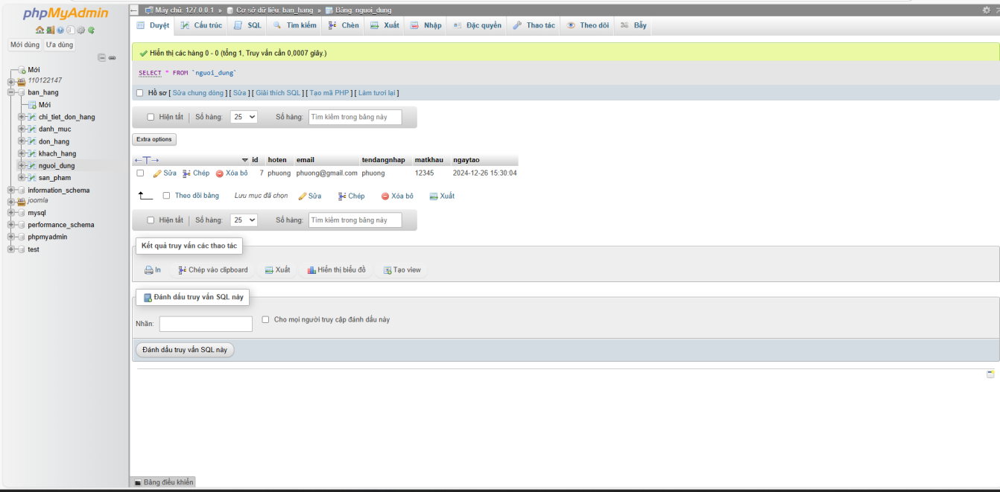 phpMyAdmin
Mới dùng Ưa dùng
Mới
110122147
ban_hang
Mới
chi_tiet_don_hang
danh_muc
don_hang
khach_hang
nguoi_dung
san_pham
information_schema
joomla
mysql
performance_schema
phpmyadmin
test
Máy chủ: 127.0.0.1 » Cơ sở dữ liệu: ban_hang » Bảng: nguoi_dung
Duyệt Cấu trúc SQL Tìm kiếm Chèn Xuất Nhập Đặc quyền Thao tác Theo dõi Bẫy
Hiển thị các hàng 0 - 0 (tổng 1, Truy vấn cần 0,0007 giây.)
SELECT * FROM `nguoi_dung`
Hồ sơ [ Sửa chung dòng ] [ Sửa ] [ Giải thích SQL ] [ Tạo mã PHP ] [ Làm tươi lại ]
Hiện tất | Số hàng: 25 Số hàng: Tìm kiếm trong bảng này
Extra options
←T→ id hoten email tendangnhap matkhau ngaytao
Sửa Chép Xóa bỏ 7 phuong phuong@gmail.com phuong 12345 2024-12-26 15:30:04
Theo dõi bảng Lưu mục đã chọn Sửa Chép Xóa bỏ Xuất
Hiện tất | Số hàng: 25 Số hàng: Tìm kiếm trong bảng này
Kết quả truy vấn các thao tác
In Chép vào clipboard Xuất Hiển thị biểu đồ Tạo view
Đánh dấu truy vấn SQL này
Nhãn: Cho mọi người truy cập đánh dấu này
Đánh dấu truy vấn SQL này
Bảng điều khiển